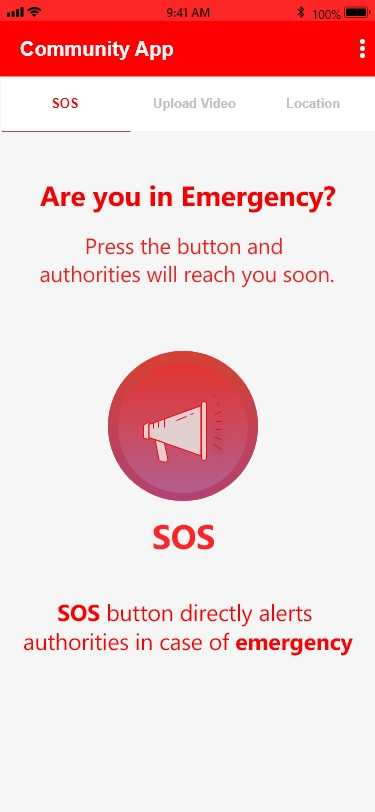 9:41 AM
100%
Community App
SOS
Upload Video
Location
Are you in Emergency?
Press the button and
authorities will reach you soon.
SOS
SOS button directly alerts
authorities in case of emergency